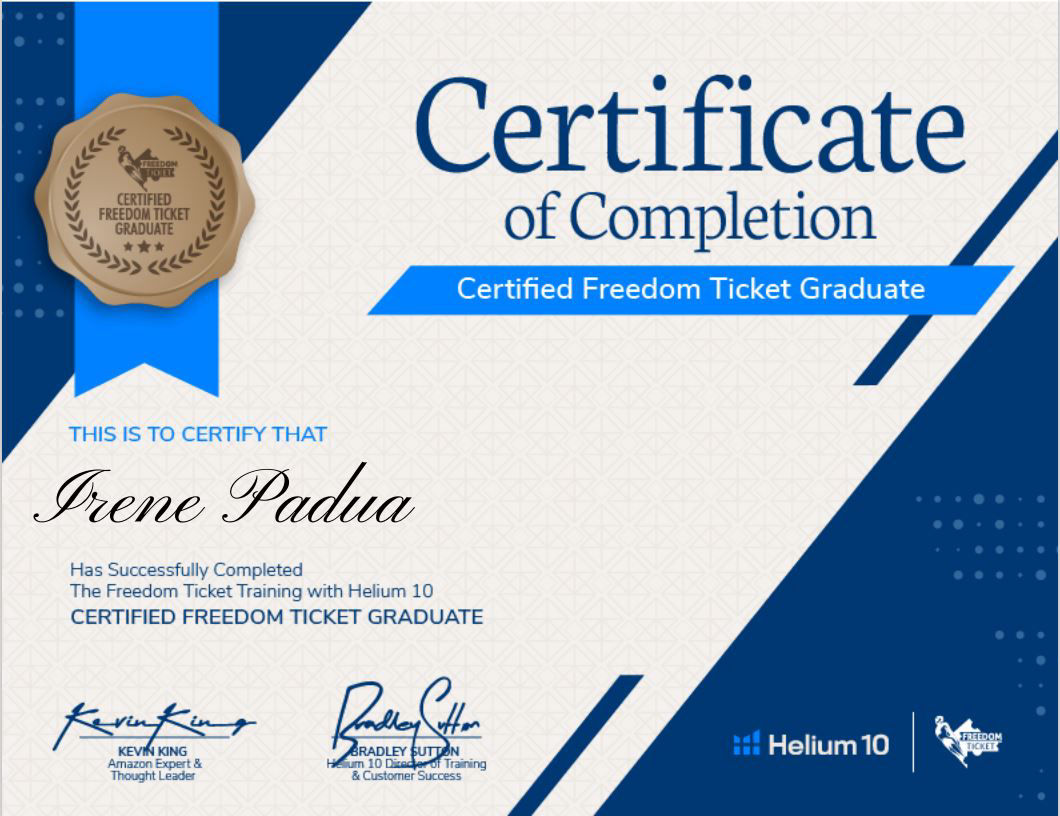 FREEDOM
TICKET
CERTIFIED
FREEDOM TICKET
GRADUATE
Certificate
of Completion
Certified Freedom Ticket Graduate
THIS IS TO CERTIFY THAT
Irene Padua
Has Successfully Completed
The Freedom Ticket Training with Helium 10
CERTIFIED FREEDOM TICKET GRADUATE
Kevin King
KEVIN KING
Amazon Expert &
Thought Leader
Bradley Sutton
BRADLEY SUTTON
Helium 10 Director of Training
& Customer Success
Helium 10
FREEDOM
TICKET